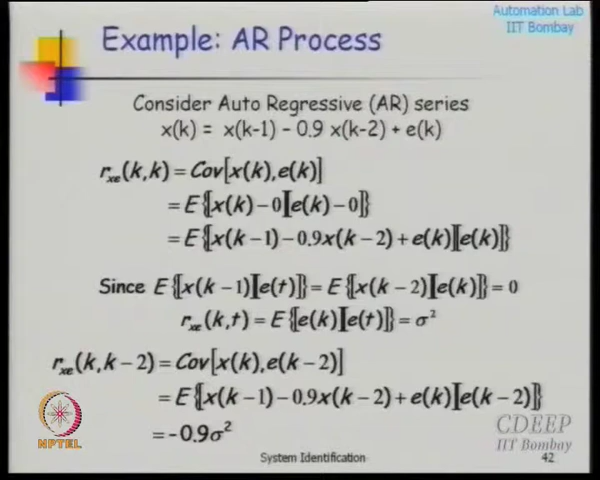 Automation Lab
IIT Bombay
Example: AR Process
Consider Auto Regressive (AR) series
x(k) = x(k-1) - 0.9 x(k-2) + e(k)
r_xe(k,k) = Cov[x(k),e(k)]
= E{[x(k)-0][e(k)-0]}
= E{[x(k-1)-0.9x(k-2)+e(k)][e(k)]}
Since E{[x(k-1)][e(t)]} = E{[x(k-2)][e(k)]} = 0
r_xe(k,t) = E{[e(k)][e(t)]} = σ²
r_xe(k,k-2) = Cov[x(k),e(k-2)]
= E{[x(k-1)-0.9x(k-2)+e(k)][e(k-2)]}
= -0.9σ²
NPTEL
CDEEP
IIT Bombay
System Identification
42